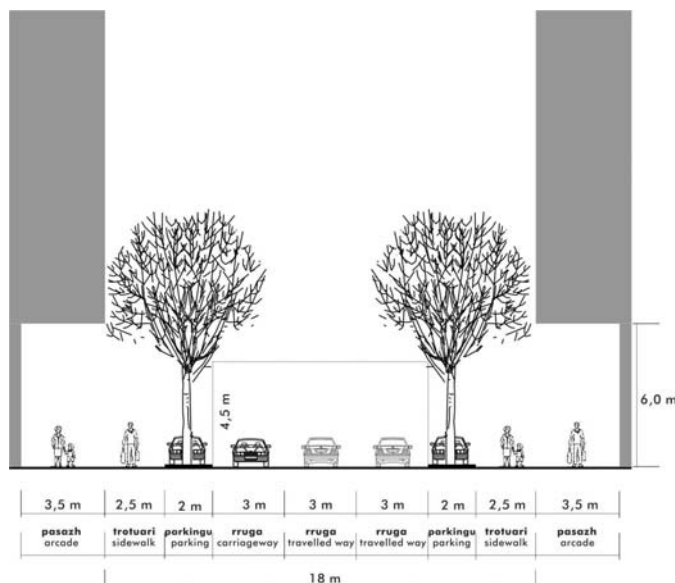 4,5 m
6,0 m
3,5 m 2,5 m 2 m 3 m 3 m 3 m 2 m 2,5 m 3,5 m
pasazh trotuari parkingu rruga rruga rruga parkingu trotuari pasazh
arcade sidewalk parking carriageway travelled way travelled way parking sidewalk arcade
18 m